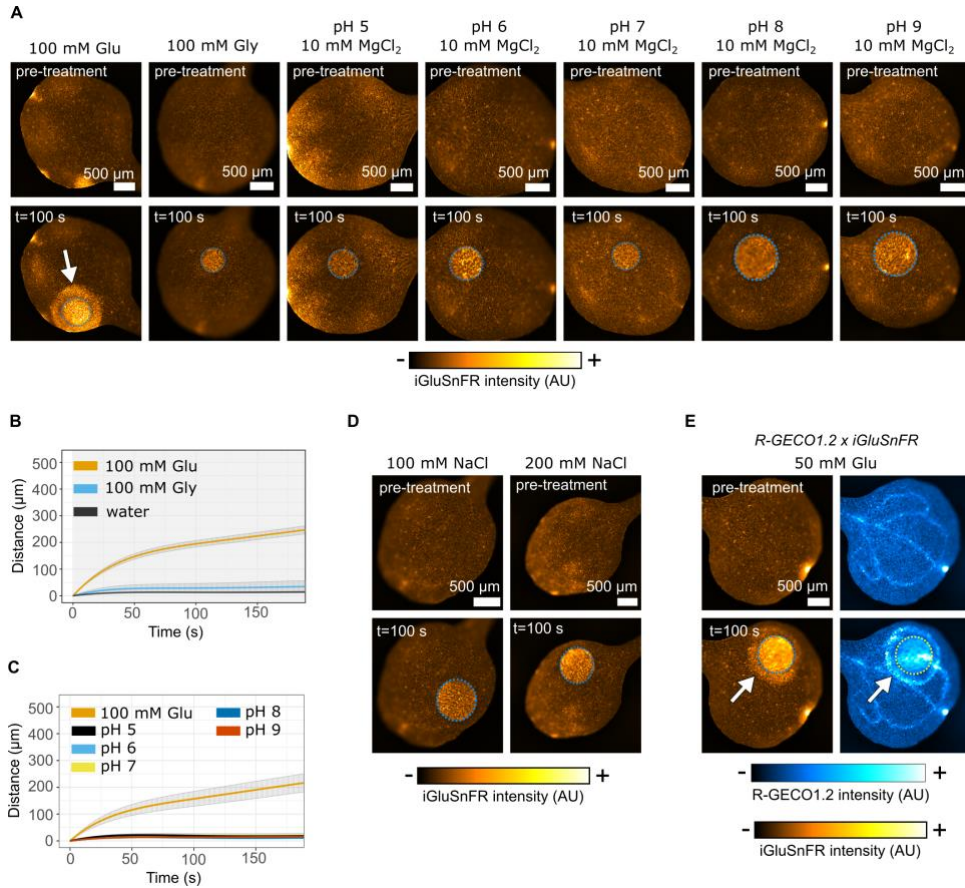 A
100 mM Glu
100 mM Gly
pH 5
10 mM MgCl2
pH 6
10 mM MgCl2
pH 7
10 mM MgCl2
pH 8
10 mM MgCl2
pH 9
10 mM MgCl2
pre-treatment
pre-treatment
pre-treatment
pre-treatment
pre-treatment
pre-treatment
pre-treatment
500 µm
500 µm
500 µm
500 µm
500 µm
500 µm
500 µm
t=100 s
t=100 s
t=100 s
t=100 s
t=100 s
t=100 s
t=100 s
- +
iGluSnFR intensity (AU)
B
500
400
300
200
100
0
Distance (µm)
100 mM Glu
100 mM Gly
water
0 50 100 150
Time (s)
C
500
400
300
200
100
0
Distance (µm)
100 mM Glu
pH 5
pH 6
pH 7
pH 8
pH 9
0 50 100 150
Time (s)
D
100 mM NaCl
200 mM NaCl
pre-treatment
pre-treatment
500 µm
500 µm
t=100 s
t=100 s
- +
iGluSnFR intensity (AU)
E
R-GECO1.2 x iGluSnFR
50 mM Glu
pre-treatment
500 µm
t=100 s
- +
R-GECO1.2 intensity (AU)
- +
iGluSnFR intensity (AU)